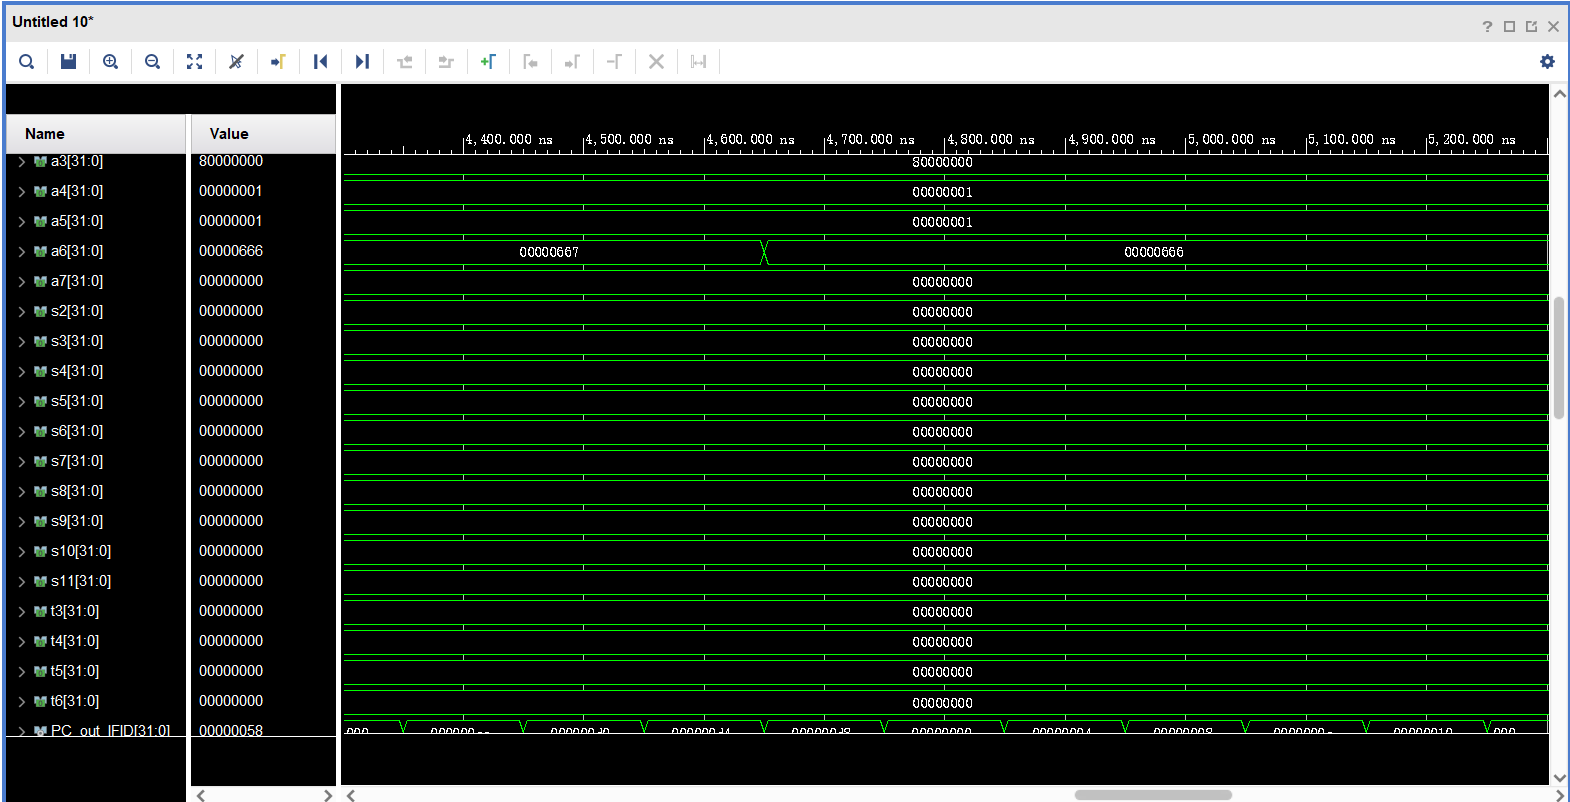 Untitled 10*
Name Value
4,400.000 ns 4,500.000 ns 4,600.000 ns 4,700.000 ns 4,800.000 ns 4,900.000 ns 5,000.000 ns 5,100.000 ns 5,200.000 ns
a3[31:0] 80000000 80000000
a4[31:0] 00000001 00000001
a5[31:0] 00000001 00000001
a6[31:0] 00000666 00000667 00000666
a7[31:0] 00000000 00000000
s2[31:0] 00000000 00000000
s3[31:0] 00000000 00000000
s4[31:0] 00000000 00000000
s5[31:0] 00000000 00000000
s6[31:0] 00000000 00000000
s7[31:0] 00000000 00000000
s8[31:0] 00000000 00000000
s9[31:0] 00000000 00000000
s10[31:0] 00000000 00000000
s11[31:0] 00000000 00000000
t3[31:0] 00000000 00000000
t4[31:0] 00000000 00000000
t5[31:0] 00000000 00000000
t6[31:0] 00000000 00000000
PC_out_IFID[31:0] 00000058 000000d0 000000d4 000000d8 00000000 00000004 00000008 00000010